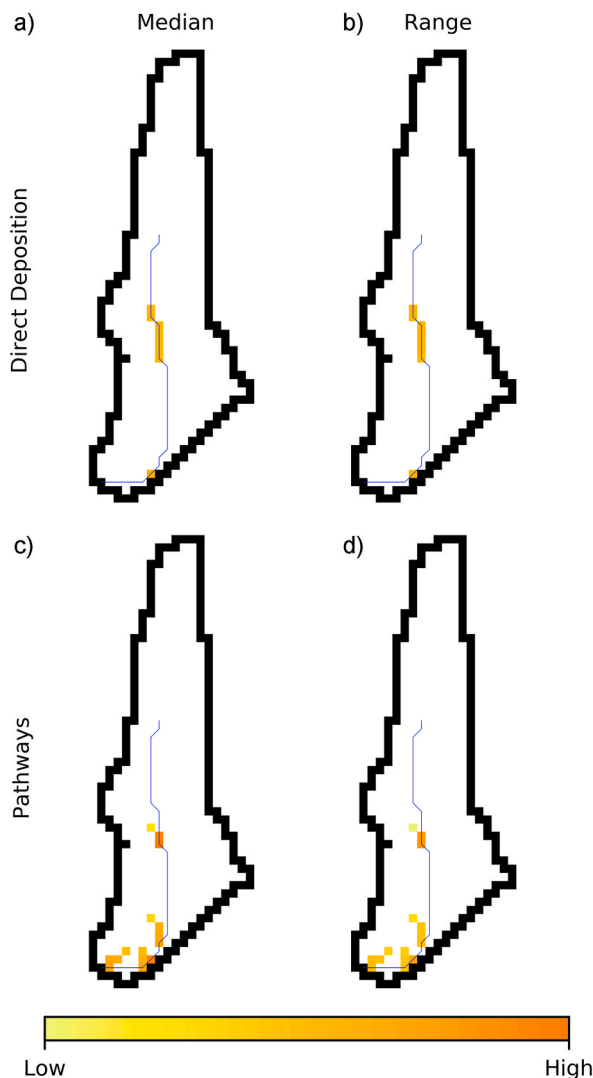 a) Median b) Range
Direct Deposition
c) d)
Pathways
Low High